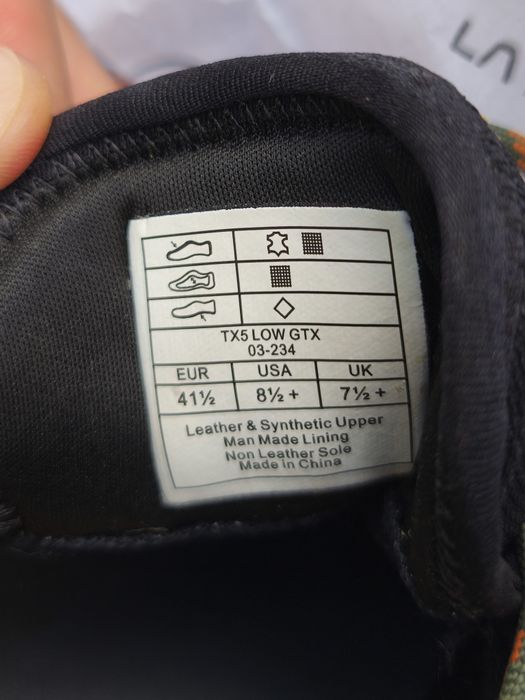 LA
TX5 LOW GTX
03-234
EUR USA UK
41½ 8½ + 7½ +
Leather & Synthetic Upper
Man Made Lining
Non Leather Sole
Made in China